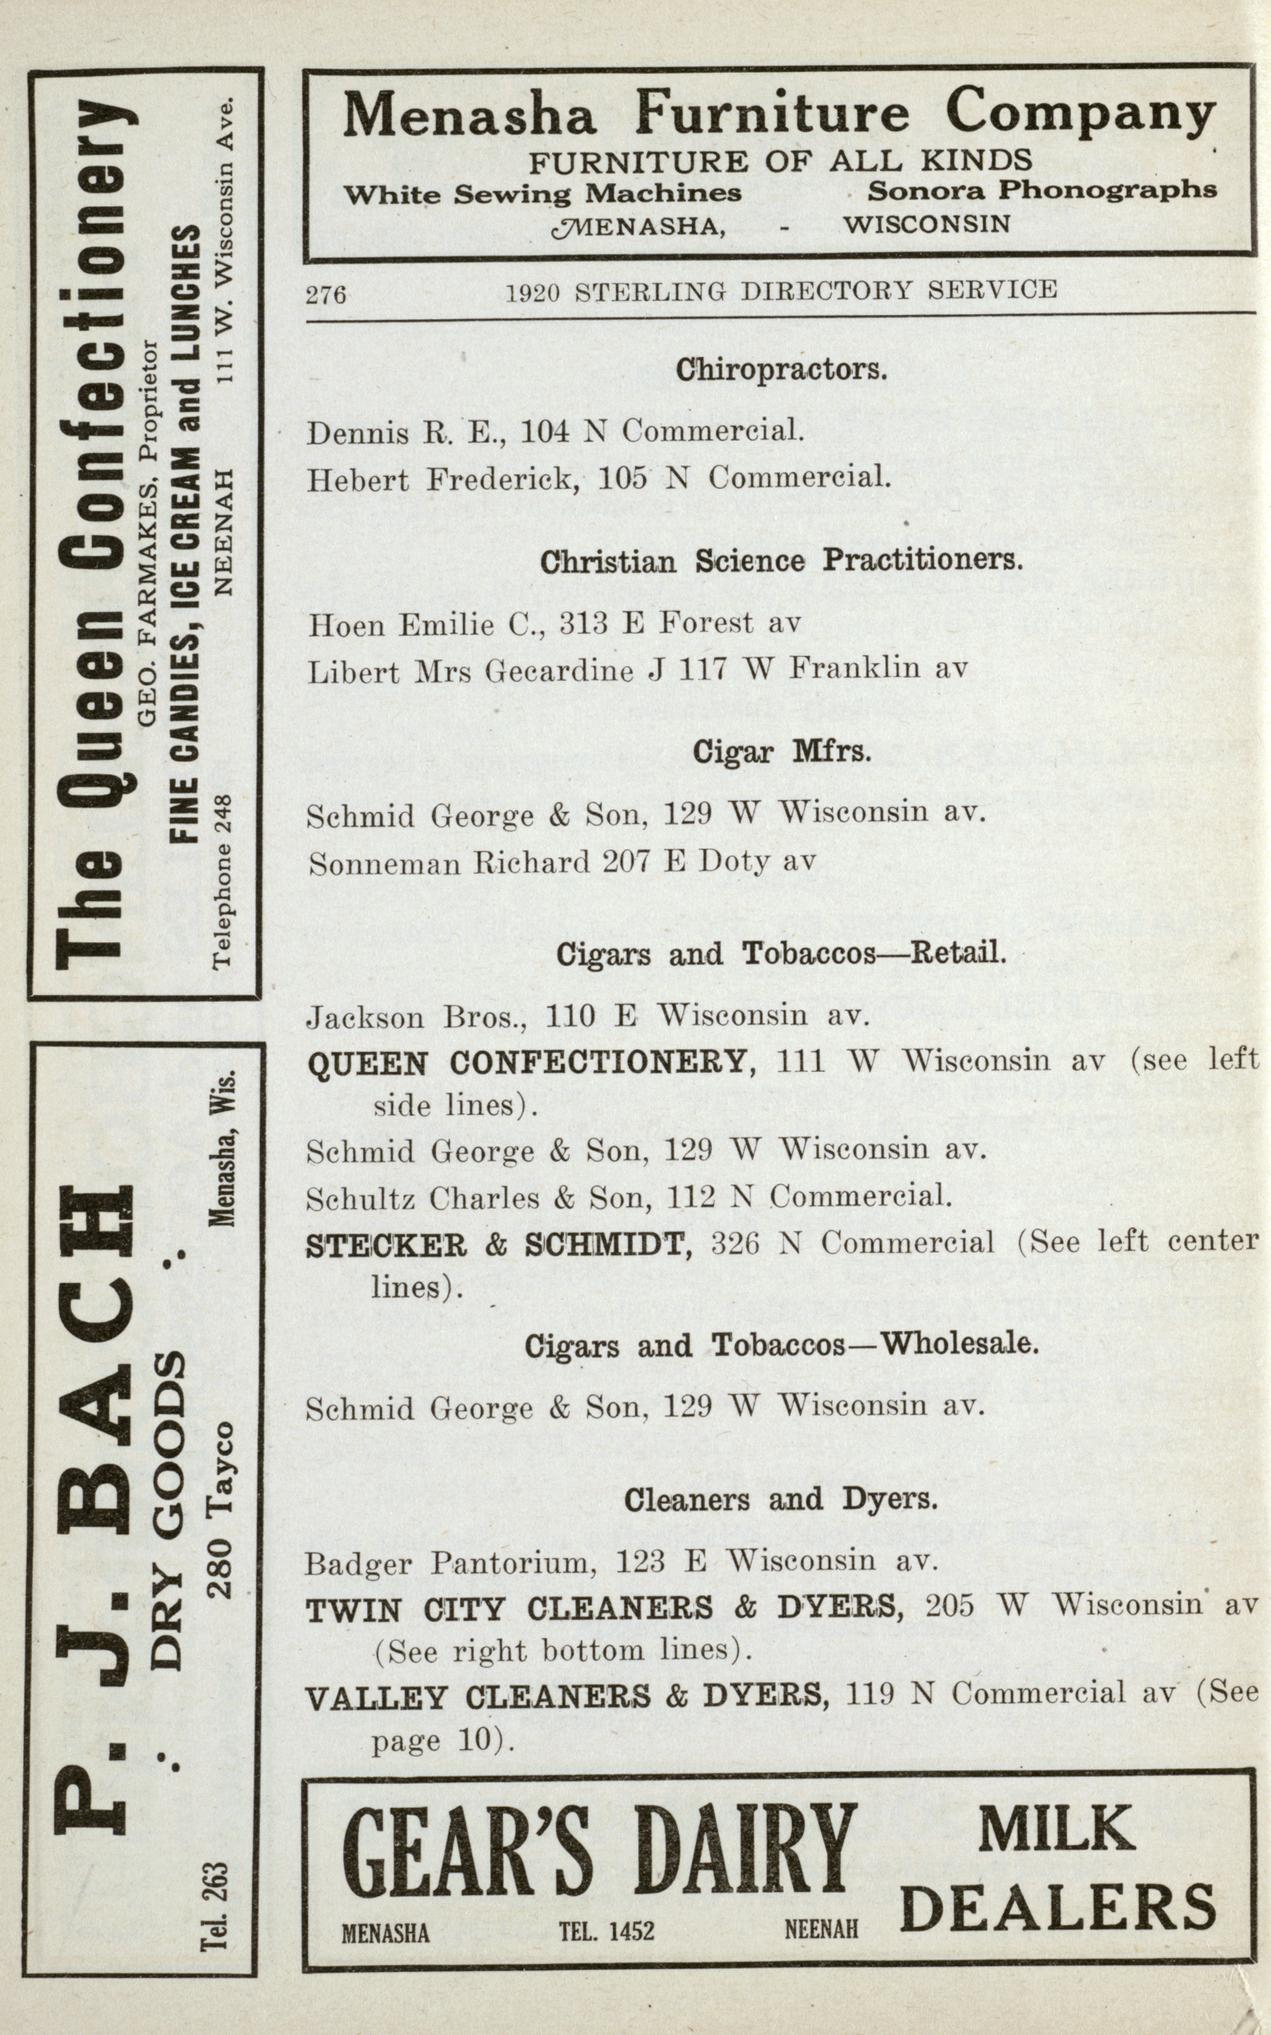 Menasha Furniture Company
FURNITURE OF ALL KINDS
White Sewing Machines Sonora Phonographs
MENASHA, - WISCONSIN
276 1920 STERLING DIRECTORY SERVICE
Chiropractors.
Dennis R. E., 104 N Commercial.
Hebert Frederick, 105 N Commercial.
Christian Science Practitioners.
Hoen Emilie C., 313 E Forest av
Libert Mrs Gecardine J 117 W Franklin av
Cigar Mfrs.
Schmid George & Son, 129 W Wisconsin av.
Sonneman Richard 207 E Doty av
Cigars and Tobaccos—Retail.
Jackson Bros., 110 E Wisconsin av.
QUEEN CONFECTIONERY, 111 W Wisconsin av (see left
side lines).
Schmid George & Son, 129 W Wisconsin av.
Schultz Charles & Son, 112 N Commercial.
STECKER & SCHMIDT, 326 N Commercial (See left center
lines).
Cigars and Tobaccos—Wholesale.
Schmid George & Son, 129 W Wisconsin av.
Cleaners and Dyers.
Badger Pantorium, 123 E Wisconsin av.
TWIN CITY CLEANERS & DYERS, 205 W Wisconsin av
(See right bottom lines).
VALLEY CLEANERS & DYERS, 119 N Commercial av (See
page 10).
GEAR'S DAIRY MILK DEALERS
MENASHA TEL. 1452 NEENAH
The Queen Confectionery
GEO. FARMAKES, Proprietor
FINE CANDIES, ICE CREAM and LUNCHES
Telephone 248 NEENAH 111 W. Wisconsin Ave.
P. J. BACH
DRY GOODS
Tel. 263 280 Tayco Menasha, Wis.